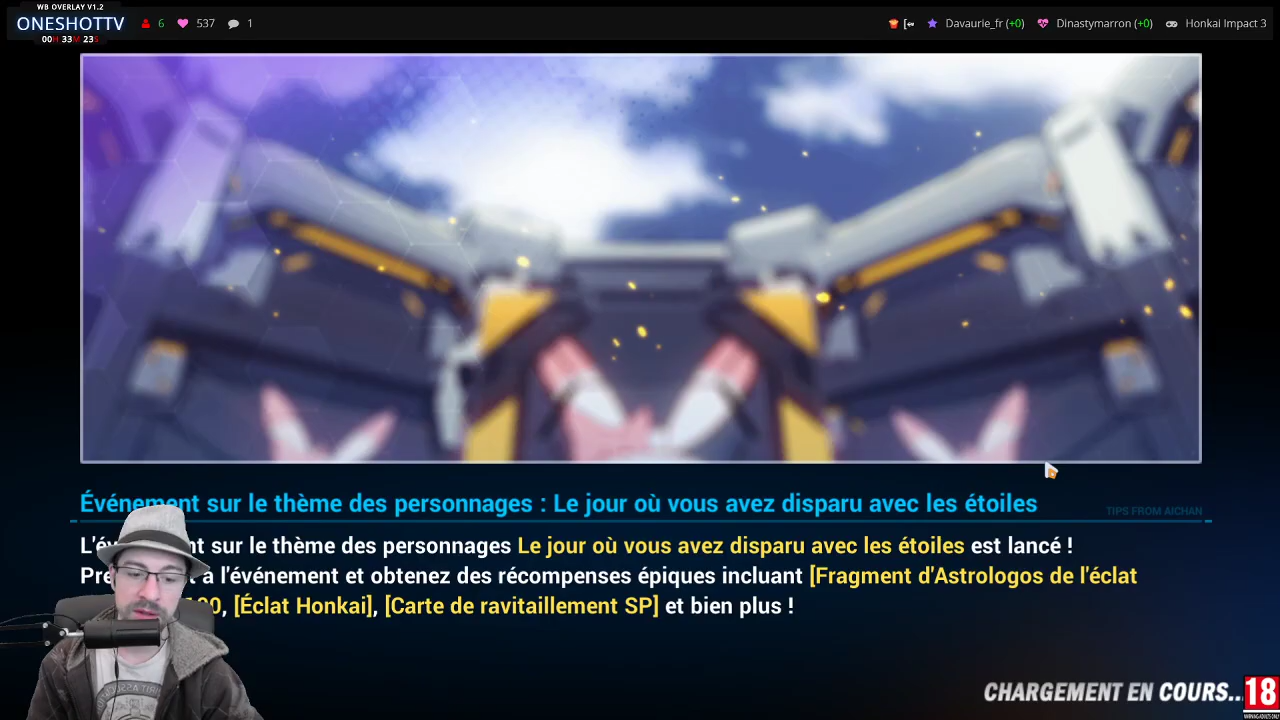 WB OVERLAY V1.2
ONESHOTTV
00H 33M 23S
6
537
1
Davaurie_fr (+0)
Dinastymarron (+0)
Honkai Impact 3
Événement sur le thème des personnages : Le jour où vous avez disparu avec les étoiles
TIPS FROM AICHAN
L'év nt sur le thème des personnages Le jour où vous avez disparu avec les étoiles est lancé !
Pre à l'événement et obtenez des récompenses épiques incluant [Fragment d'Astrologos de l'éclat
00, [Éclat Honkai], [Carte de ravitaillement SP] et bien plus !
CHARGEMENT EN COURS...
18